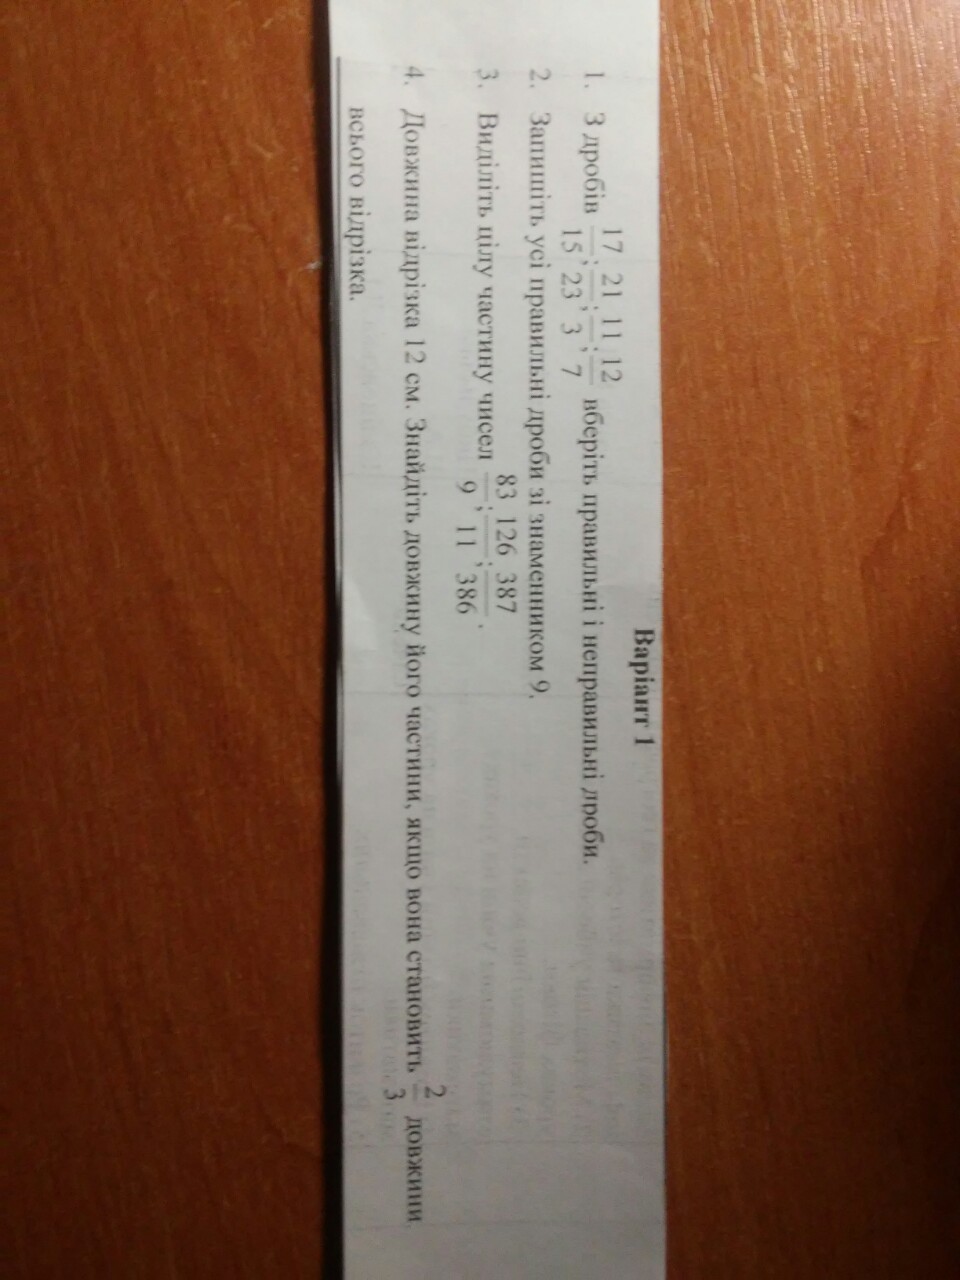 Варіант 1
1. З дробів 17/15; 21/23; 11/3; 12/7 вберіть правильні і неправильні дроби.
2. Запишіть усі правильні дроби зі знаменником 9.
3. Виділіть цілу частину чисел 83/9; 126/11; 387/386.
4. Довжина відрізка 12 см. Знайдіть довжину його частини, якщо вона становить 2/3 довжини
всього відрізка.